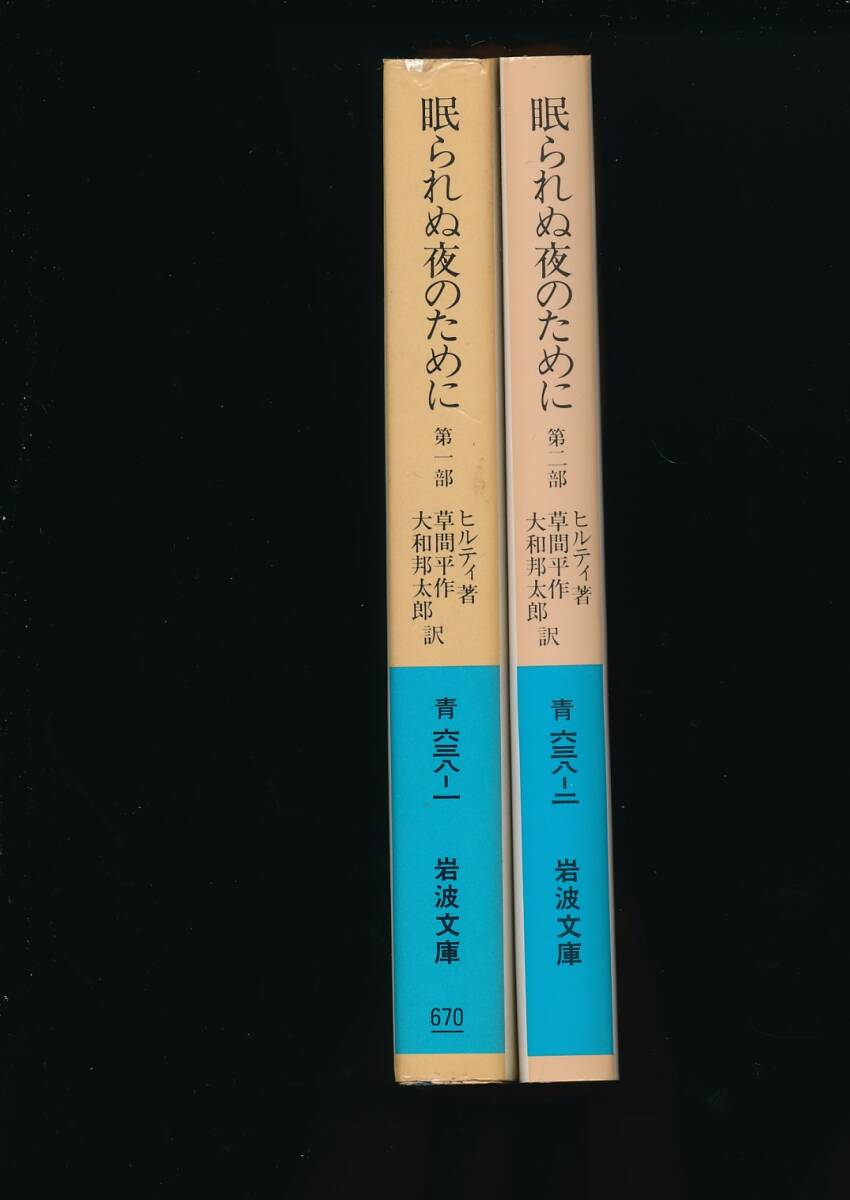 眠られぬ夜のために 第一部
ヒルティ著
草間平作
大和邦太郎 訳
青 六三八-一
岩波文庫
670
眠られぬ夜のために 第二部
ヒルティ著
草間平作
大和邦太郎 訳
青 六三八-二
岩波文庫